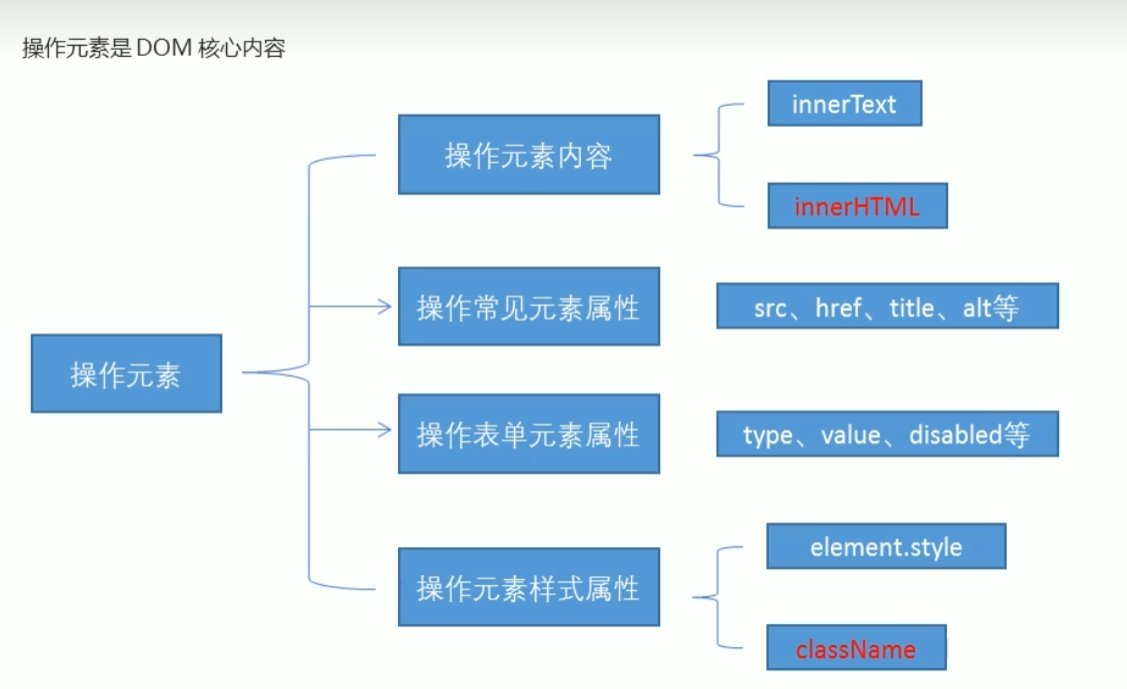 操作元素是DOM 核心内容
操作元素
操作元素内容
innerText
innerHTML
操作常见元素属性
src、href、title、alt等
操作表单元素属性
type、value、disabled等
操作元素样式属性
element.style
className